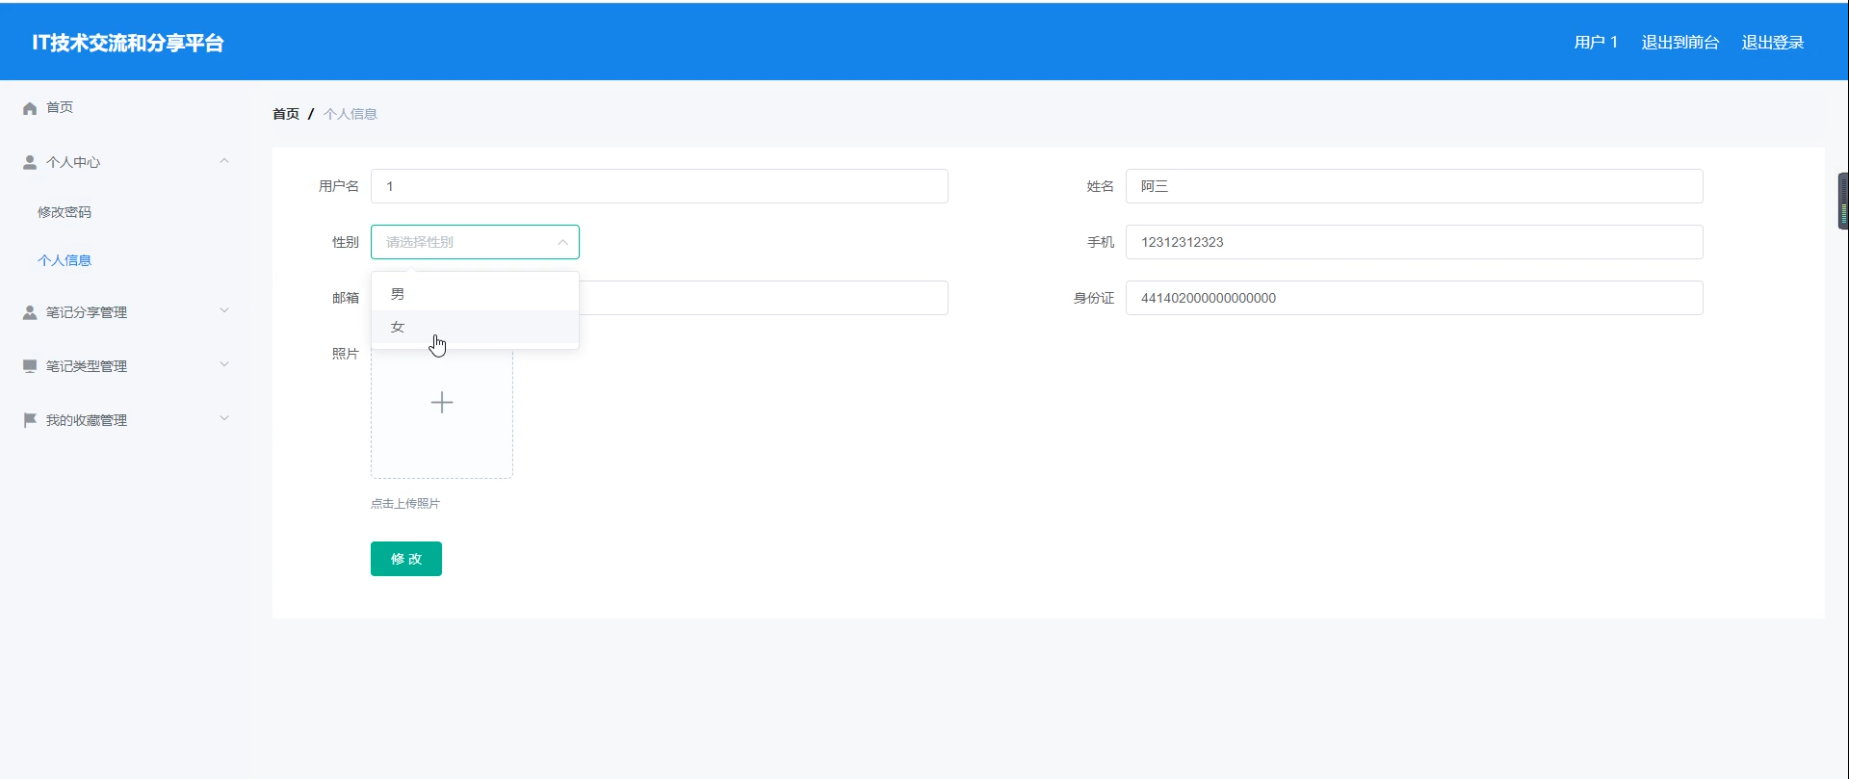 IT技术交流和分享平台
用户 1 退出到前台 退出登录
首页
首页 / 个人信息
个人中心
修改密码
个人信息
笔记分享管理
笔记类型管理
我的收藏管理
用户名 1
姓名 阿三
性别 请选择性别
手机 12312312323
男
女
邮箱
身份证 441402000000000000
照片
点击上传照片
修 改